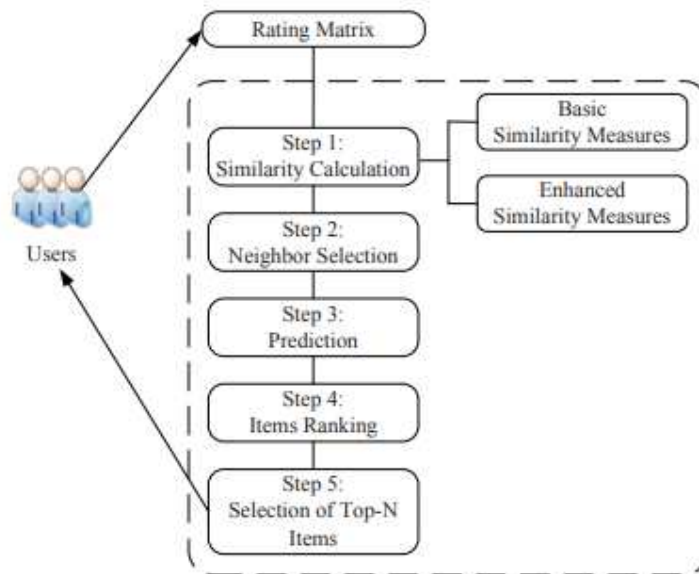 Rating Matrix
Step 1:
Similarity Calculation
Basic
Similarity Measures
Enhanced
Similarity Measures
Users
Step 2:
Neighbor Selection
Step 3:
Prediction
Step 4:
Items Ranking
Step 5:
Selection of Top-N
Items